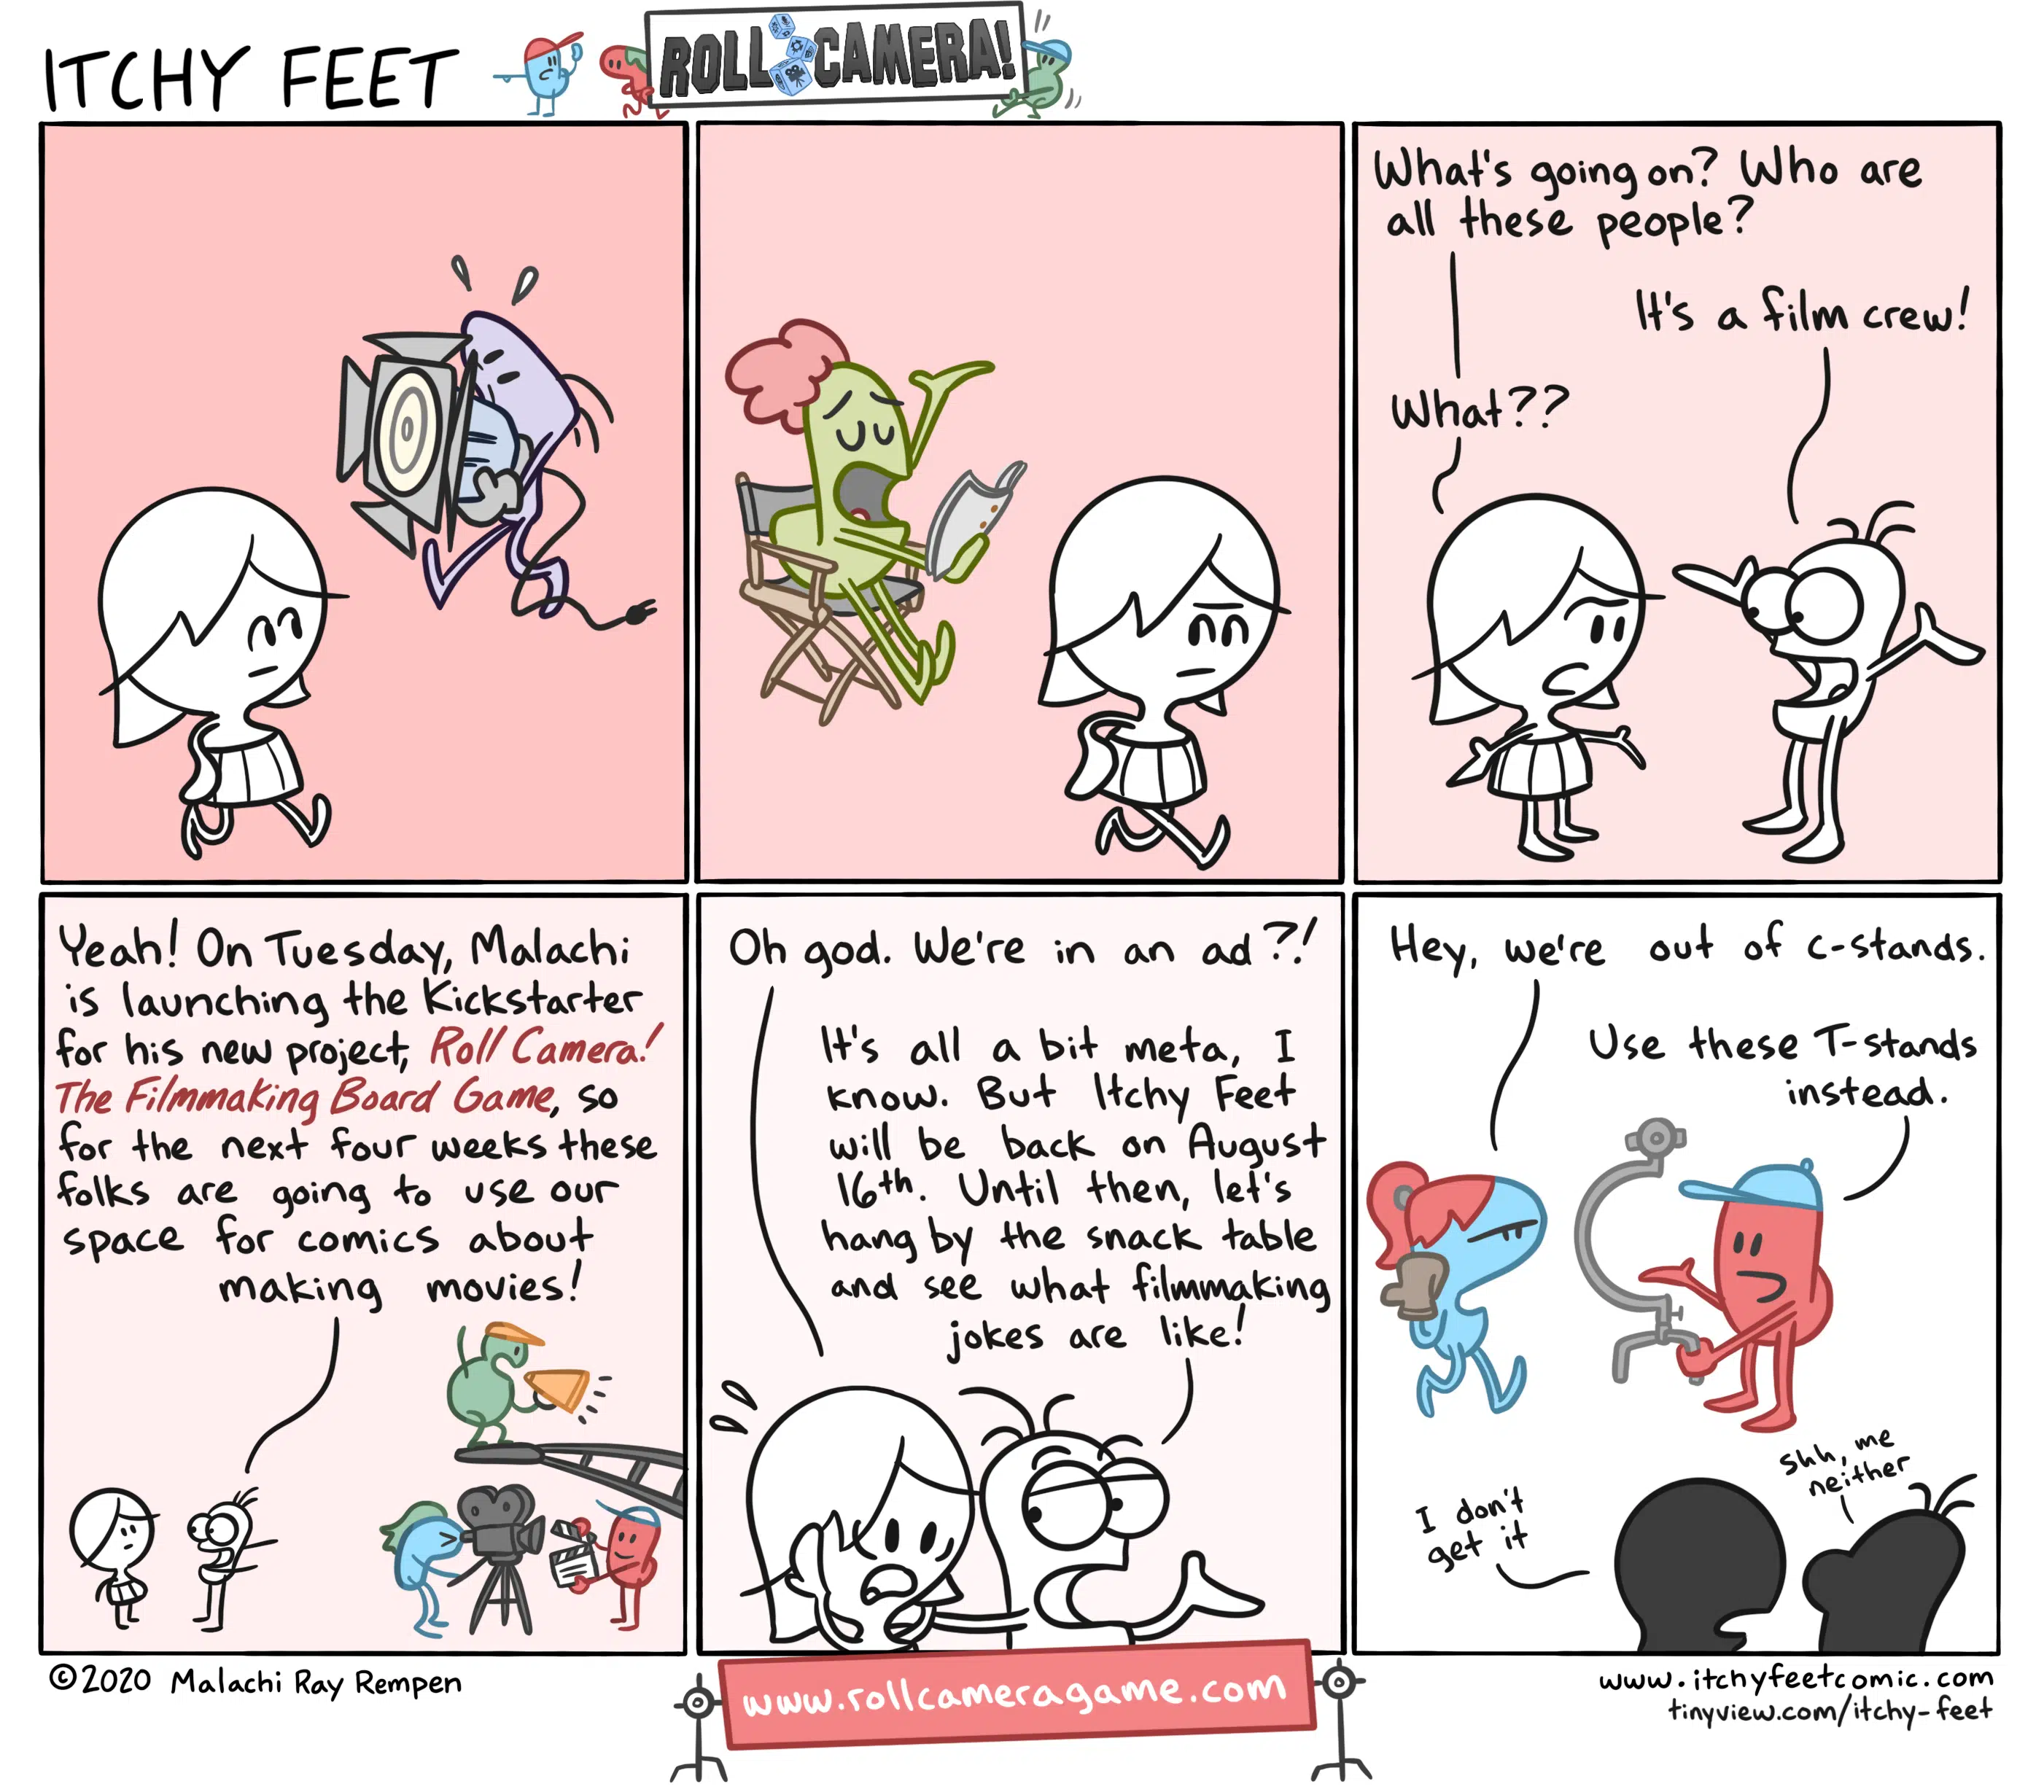 ITCHY FEET
ROLL CAMERA!
What's going on? Who are
all these people?
It's a film crew!
What??
Yeah! On Tuesday, Malachi
is launching the Kickstarter
for his new project, Roll Camera!
The Filmmaking Board Game, so
for the next four weeks these
folks are going to use our
space for comics about
making movies!
Oh god. We're in an ad?!
It's all a bit meta, I
know. But Itchy Feet
will be back on August
16th. Until then, let's
hang by the snack table
and see what filmmaking
jokes are like!
Hey, we're out of c-stands.
Use these T-stands
instead.
I don't
get it
shh, me
neither
©2020 Malachi Ray Rempen
www.rollcameragame.com
www.itchyfeetcomic.com
tinyview.com/itchy-feet